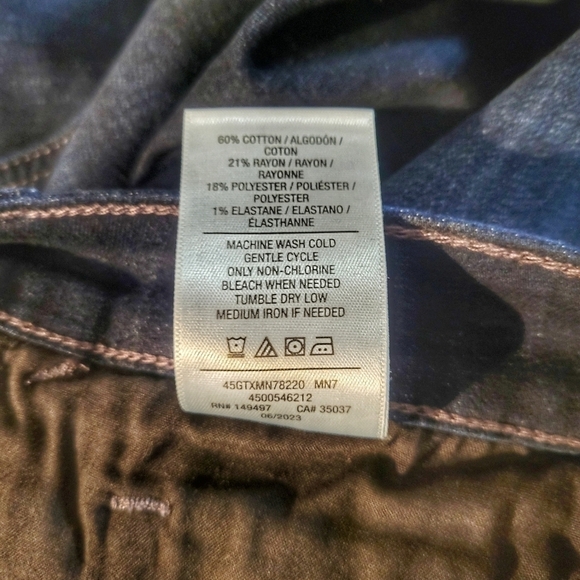 60% COTTON / ALGODÓN /
COTON
21% RAYON / RAYON /
RAYONNE
18% POLYESTER / POLIÉSTER /
POLYESTER
1% ELASTANE / ELASTANO /
ÉLASTHANNE
MACHINE WASH COLD
GENTLE CYCLE
ONLY NON-CHLORINE
BLEACH WHEN NEEDED
TUMBLE DRY LOW
MEDIUM IRON IF NEEDED
45GTXMN78220 MN7
4500546212
RN# 149497 CA# 35037
06/2023